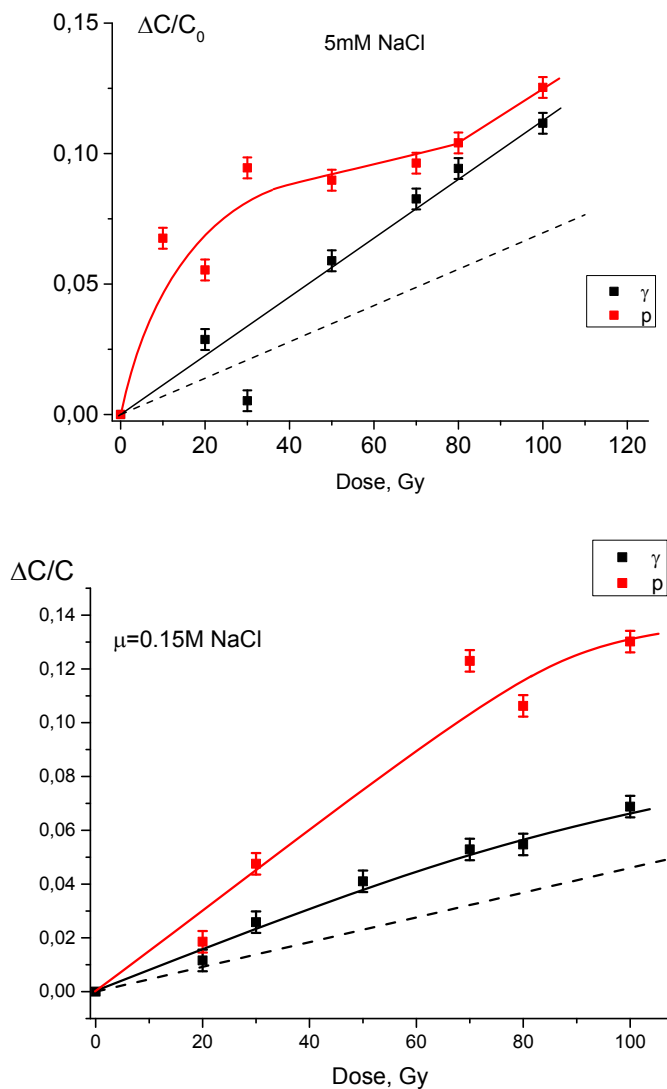 ΔC/C₀
5mM NaCl
0,15
0,10
0,05
0,00
γ
p
0 20 40 60 80 100 120
Dose, Gy
γ
p
ΔC/C
μ=0.15M NaCl
0,14
0,12
0,10
0,08
0,06
0,04
0,02
0,00
0 20 40 60 80 100
Dose, Gy